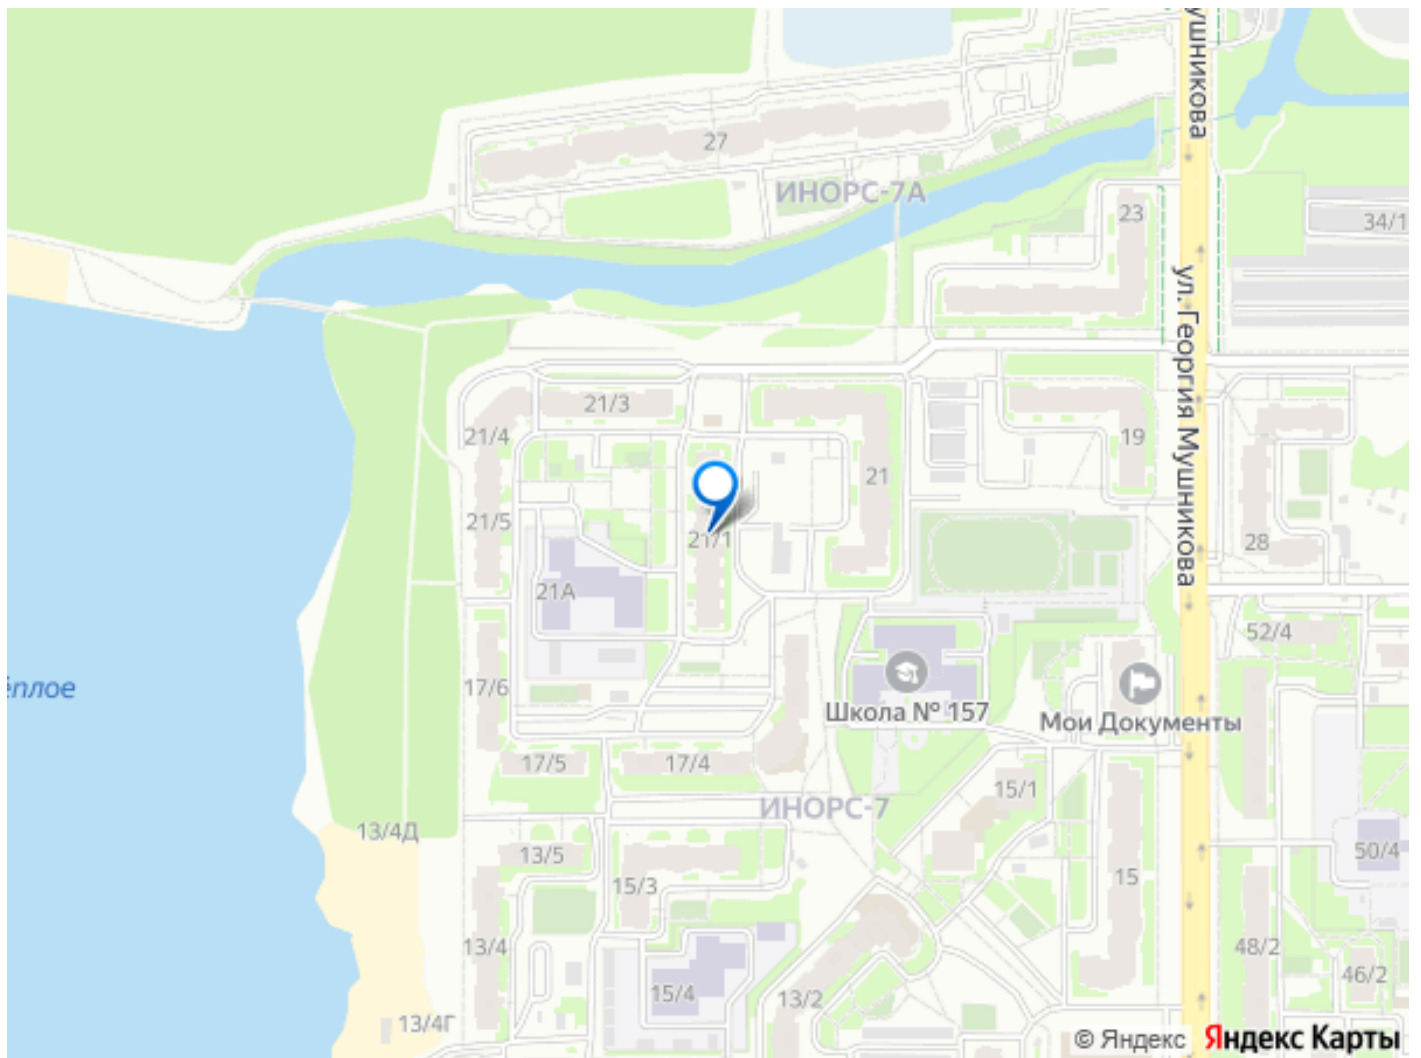 ушникова
27
ИНОРС-7А
23
34/1
ул. Георгия Мушникова
21/3
21/4
19
21
21/5
21/1
28
21А
52/4
17/6
Школа № 157
Мои Документы
17/5
17/4
15/1
ИНОРС-7
13/4Д
13/5
50/4
15/3
15
13/4
48/2
46/2
15/4
13/2
13/4Г
ёплое
© Яндекс Яндекс Карты